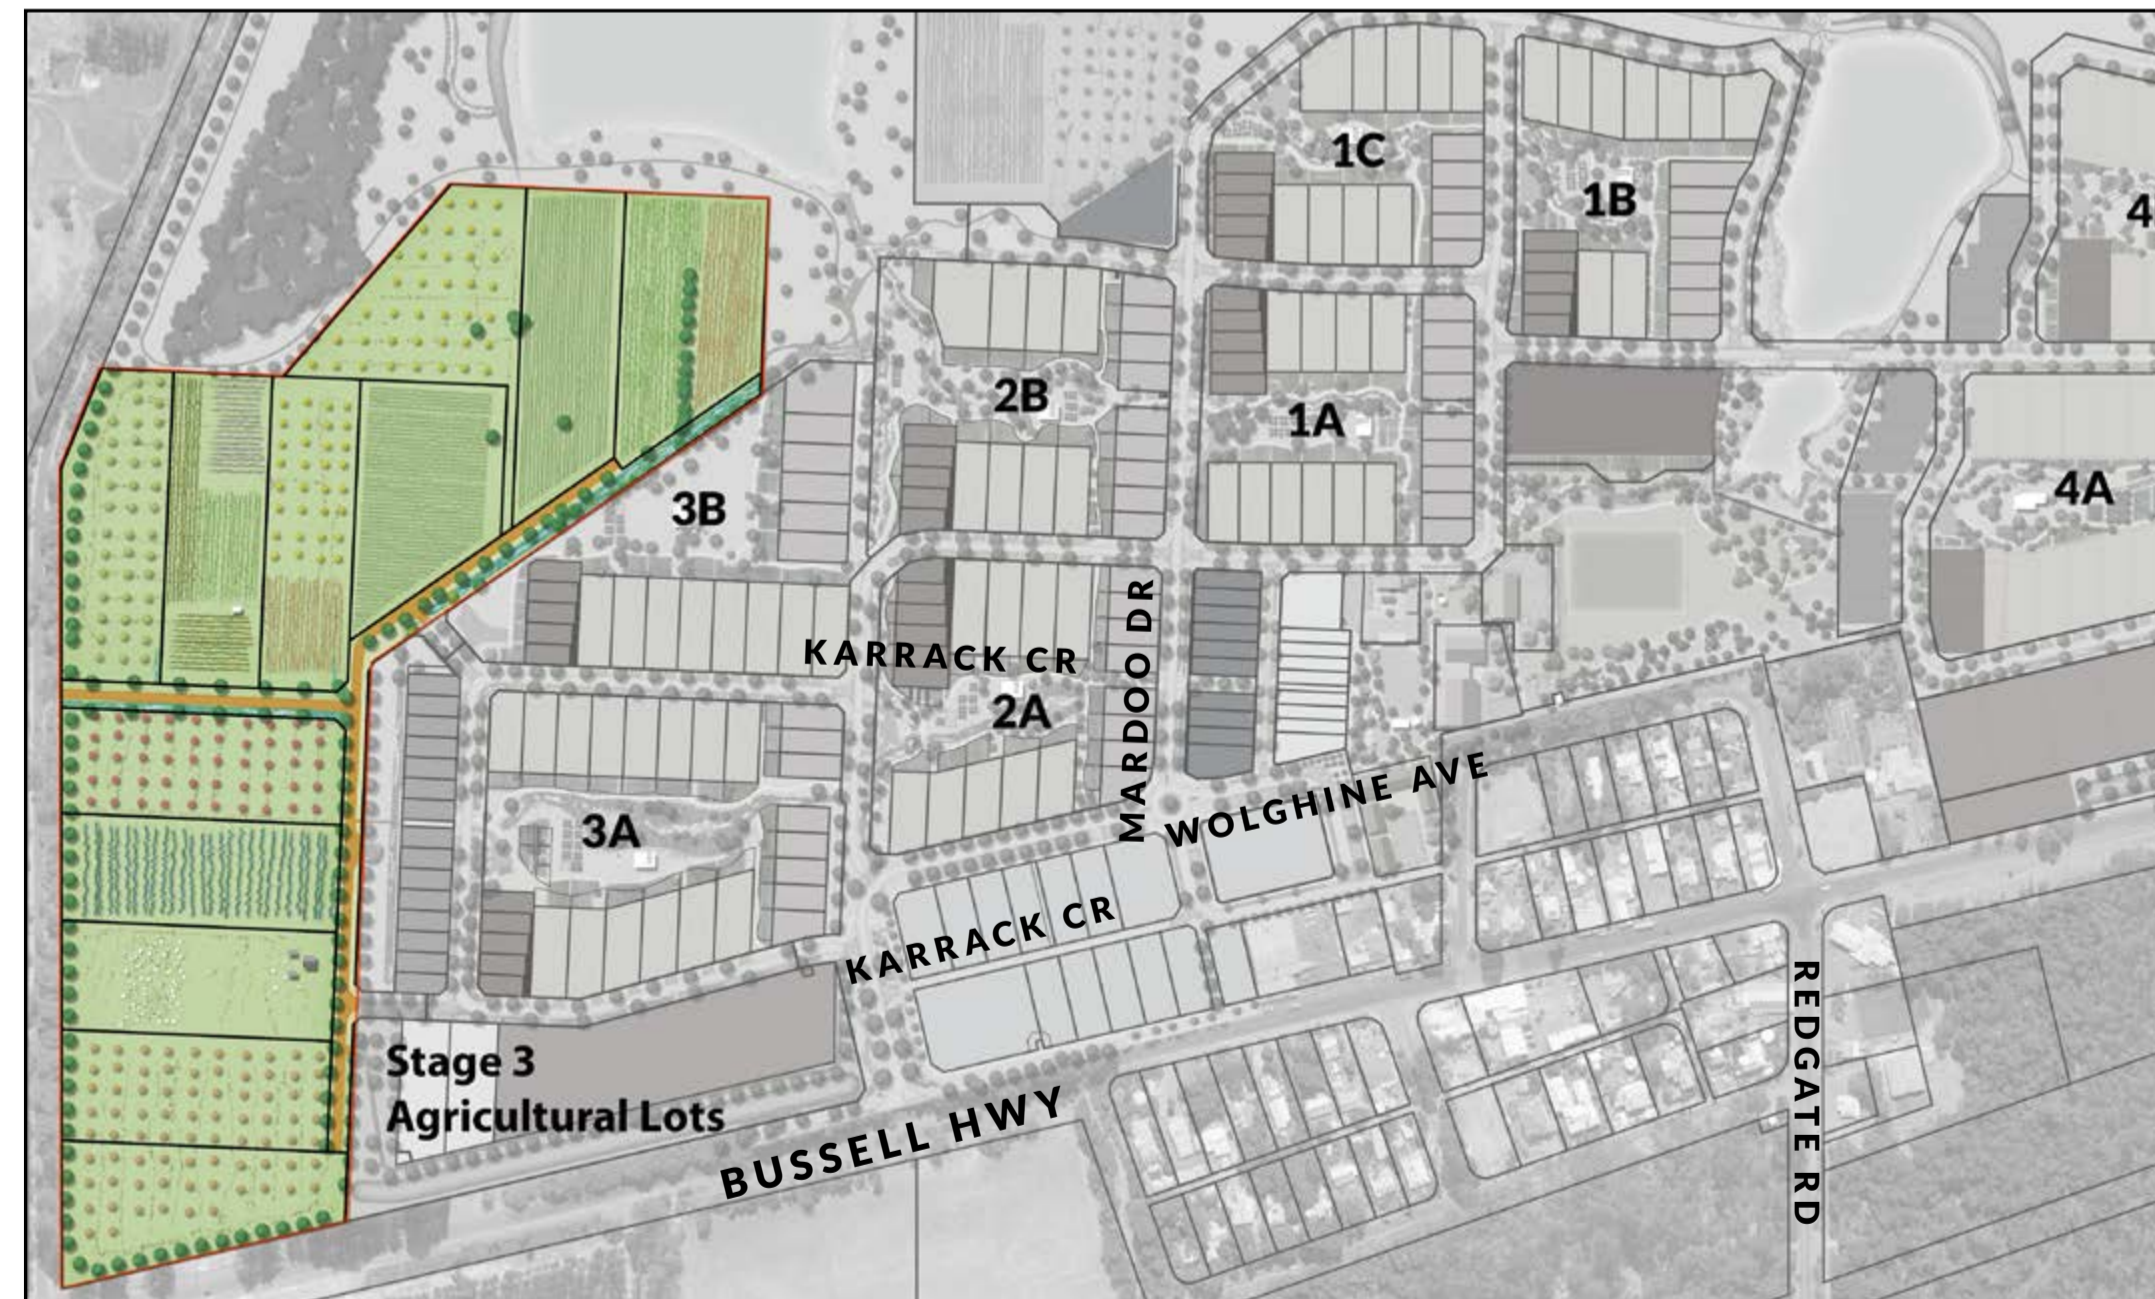 1C
1B
4
2B
1A
4A
3B
KARRACK CR
MARDOO DR
2A
WOLGHINE AVE
3A
KARRACK CR
REDGATE RD
Stage 3
Agricultural Lots
BUSSELL HWY